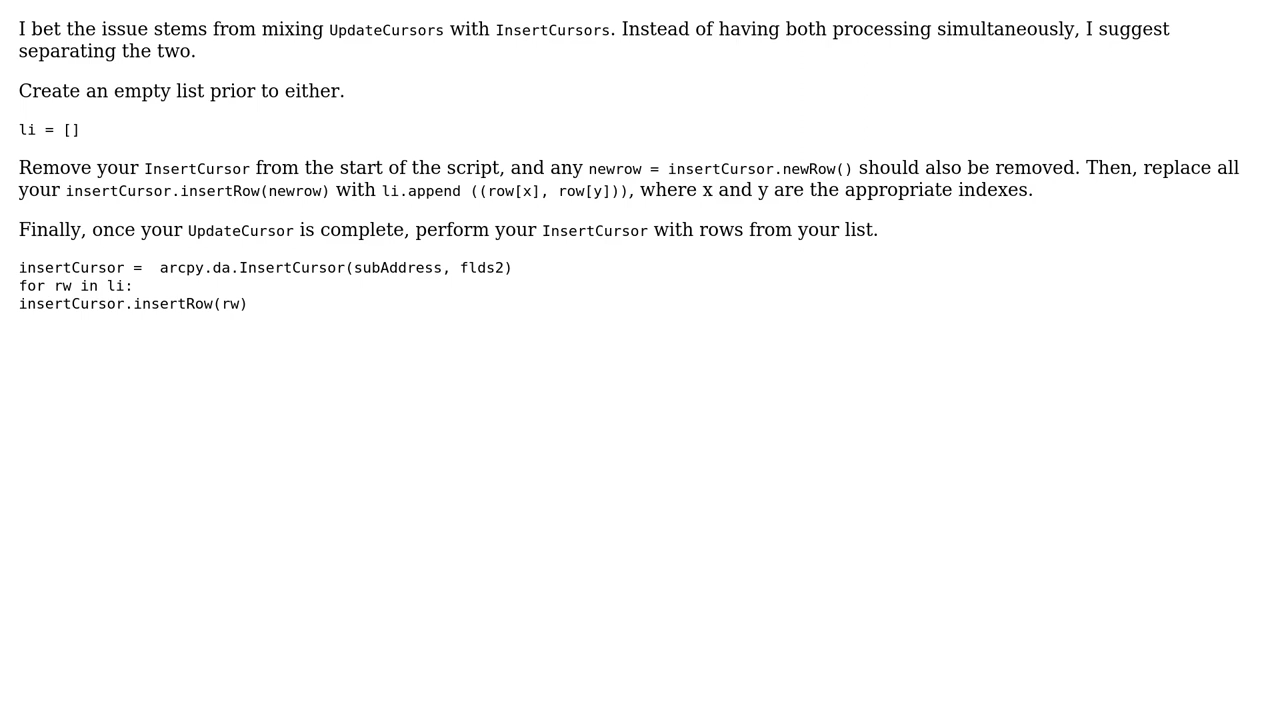 I bet the issue stems from mixing UpdateCursors with InsertCursors. Instead of having both processing simultaneously, I suggest
separating the two.
Create an empty list prior to either.
li = []
Remove your InsertCursor from the start of the script, and any newrow = insertCursor.newRow() should also be removed. Then, replace all
your insertCursor.insertRow(newrow) with li.append ((row[x], row[y])), where x and y are the appropriate indexes.
Finally, once your UpdateCursor is complete, perform your InsertCursor with rows from your list.
insertCursor =  arcpy.da.InsertCursor(subAddress, flds2)
for rw in li:
insertCursor.insertRow(rw)